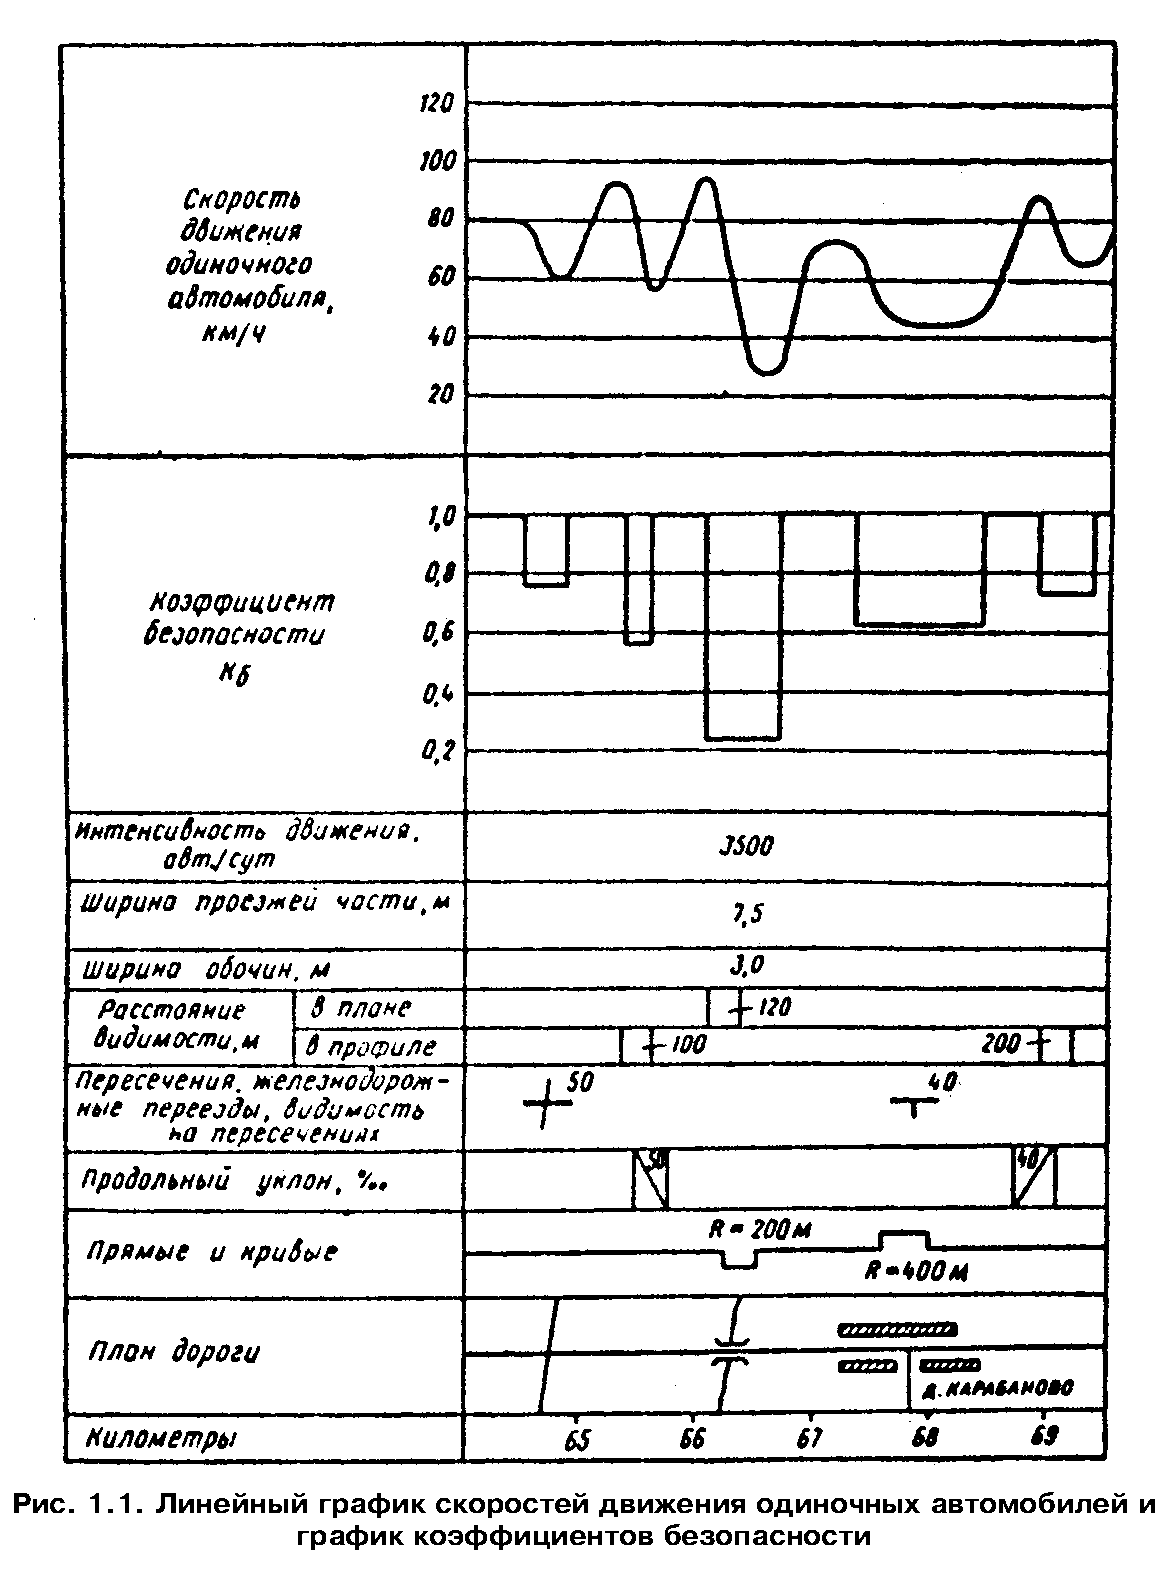 120
100
80
60
40
20
Скорость
движения
одиночного
автомобиля,
км/ч
1,0
0,8
0,6
0,4
0,2
Коэффициент
безопасности
Kб
Интенсивность движения,
авт./сут
3500
Ширина проезжей части, м
7,5
Ширина обочин, м
3,0
Расстояние
видимости, м
в плане
120
в профиле
100
200
Пересечения, железнодорож-
ные переезды, видимость
на пересечениях
50
40
Продольный уклон, ‰
50
40
Прямые и кривые
R=200м
R=400м
План дороги
Д. КАРАБАНОВО
Километры
65
66
67
68
69
Рис. 1.1. Линейный график скоростей движения одиночных автомобилей и
график коэффициентов безопасности